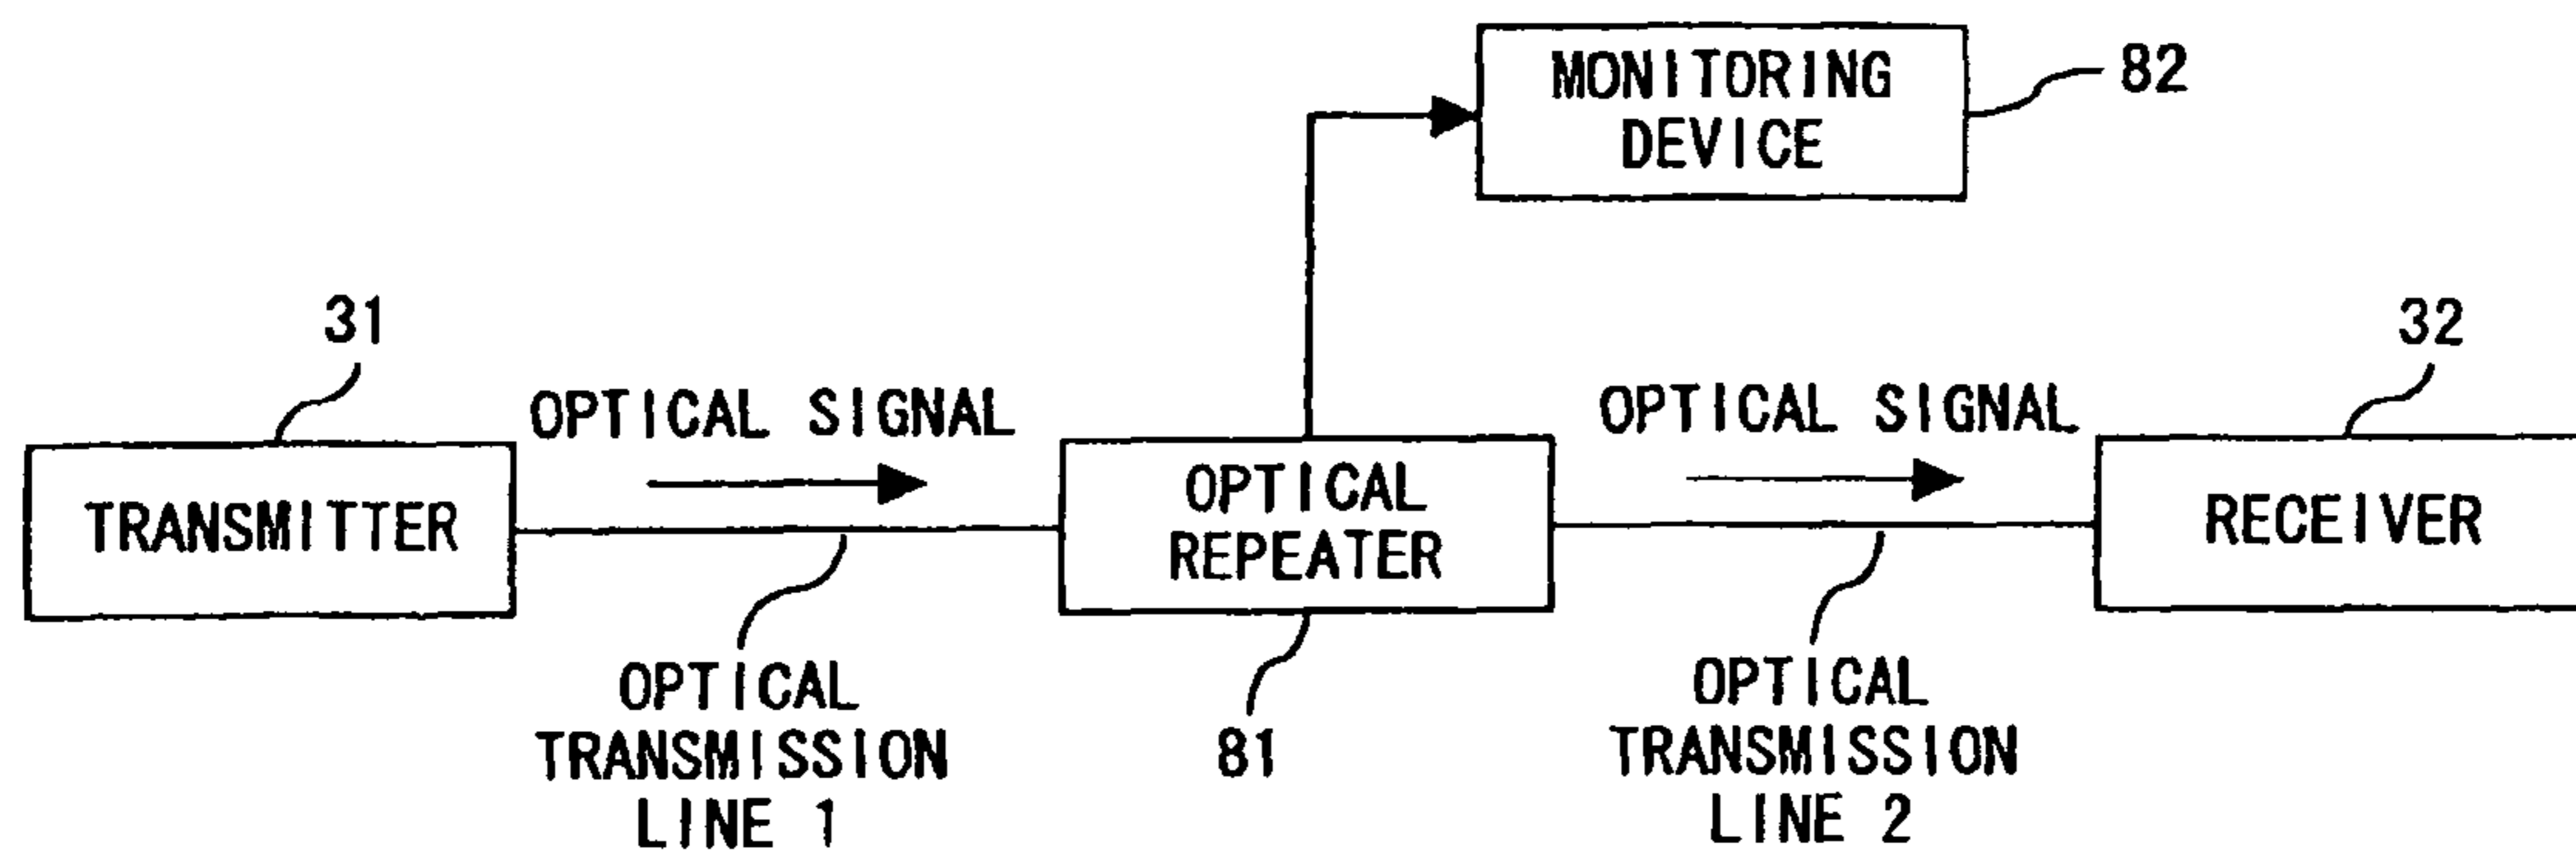 MONITORING
DEVICE
82
31
OPTICAL SIGNAL
OPTICAL SIGNAL
32
TRANSMITTER
OPTICAL
REPEATER
RECEIVER
OPTICAL
TRANSMISSION
LINE 1
81
OPTICAL
TRANSMISSION
LINE 2